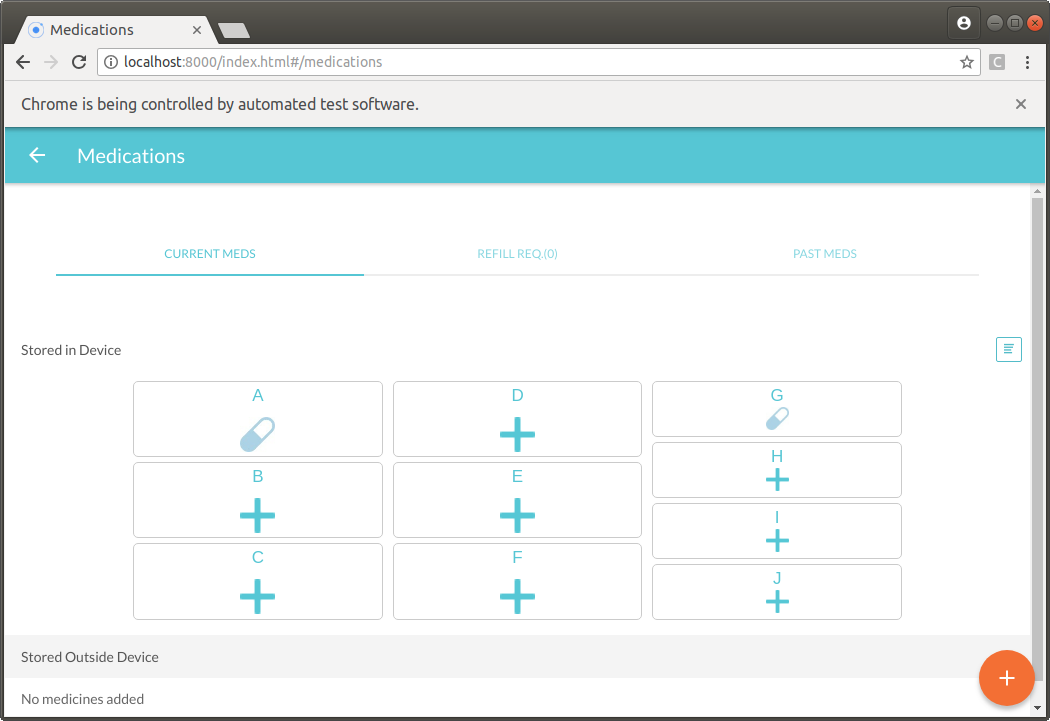 Medications
localhost:8000/index.html#/medications
C
Chrome is being controlled by automated test software.
Medications
CURRENT MEDS
REFILL REQ.(0)
PAST MEDS
Stored in Device
A
D
G
B
E
H
C
F
I
J
Stored Outside Device
No medicines added